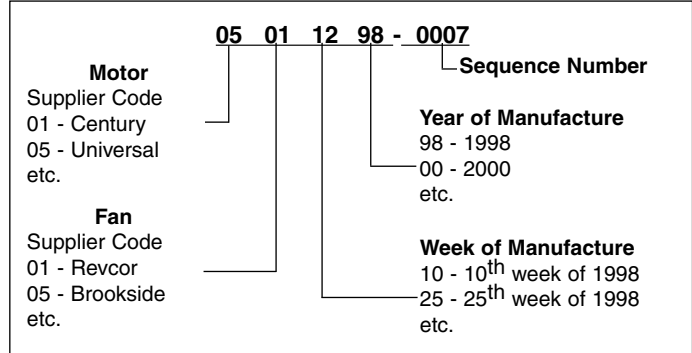 05 01 12 98 - 0007
Sequence Number
Motor
Supplier Code
01 - Century
05 - Universal
etc.
Year of Manufacture
98 - 1998
00 - 2000
etc.
Fan
Supplier Code
01 - Revcor
05 - Brookside
etc.
Week of Manufacture
10 - 10th week of 1998
25 - 25th week of 1998
etc.